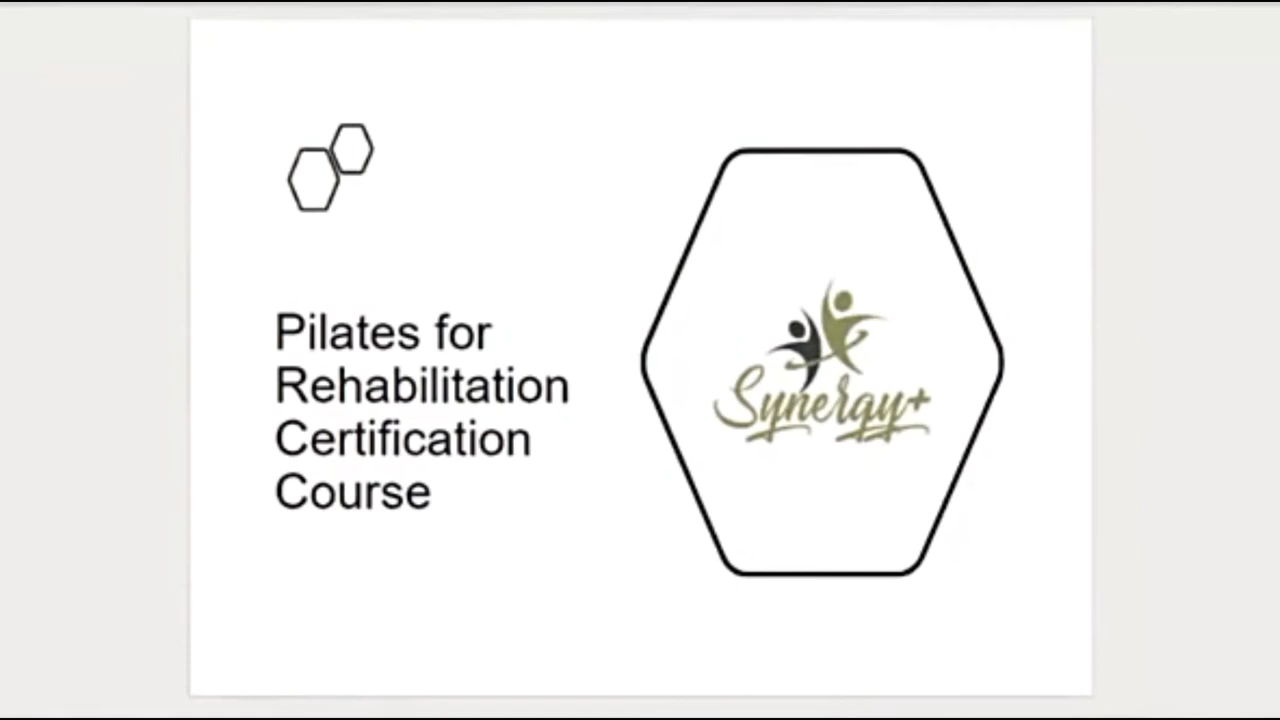 Pilates for
Rehabilitation
Certification
Course
Synergy+